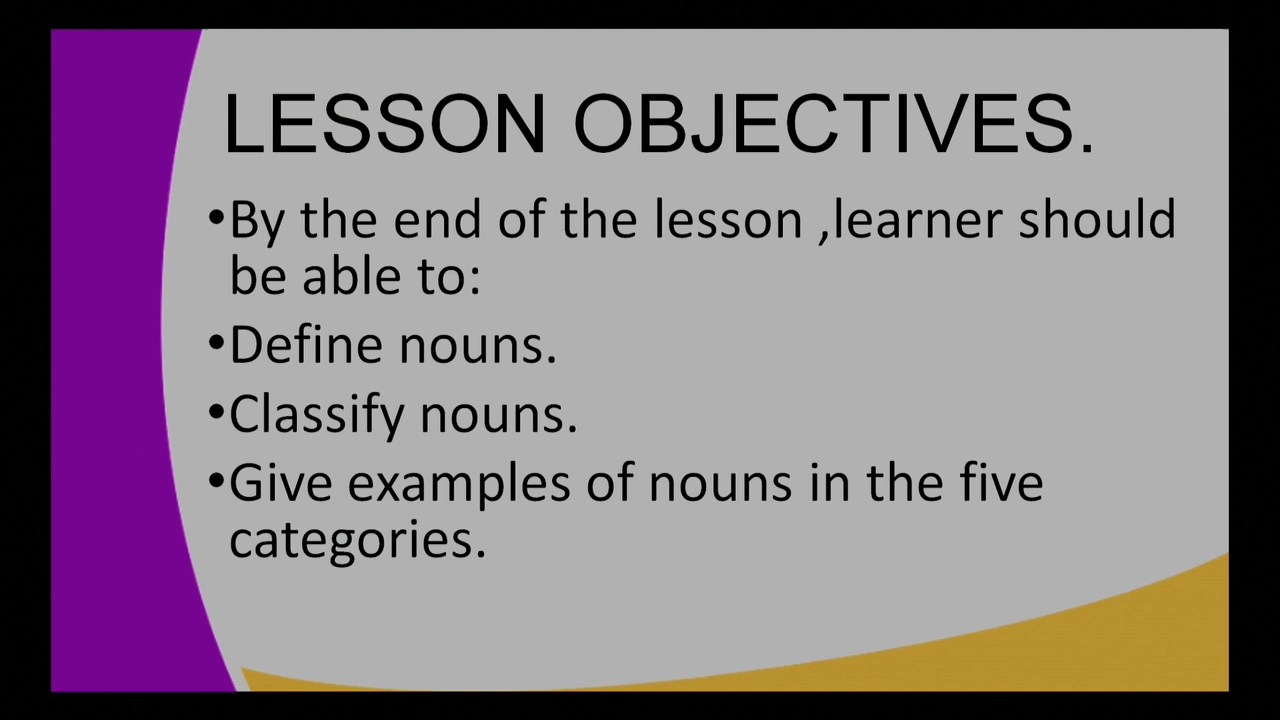 LESSON OBJECTIVES.
•By the end of the lesson ,learner should
be able to:
•Define nouns.
•Classify nouns.
•Give examples of nouns in the five
categories.